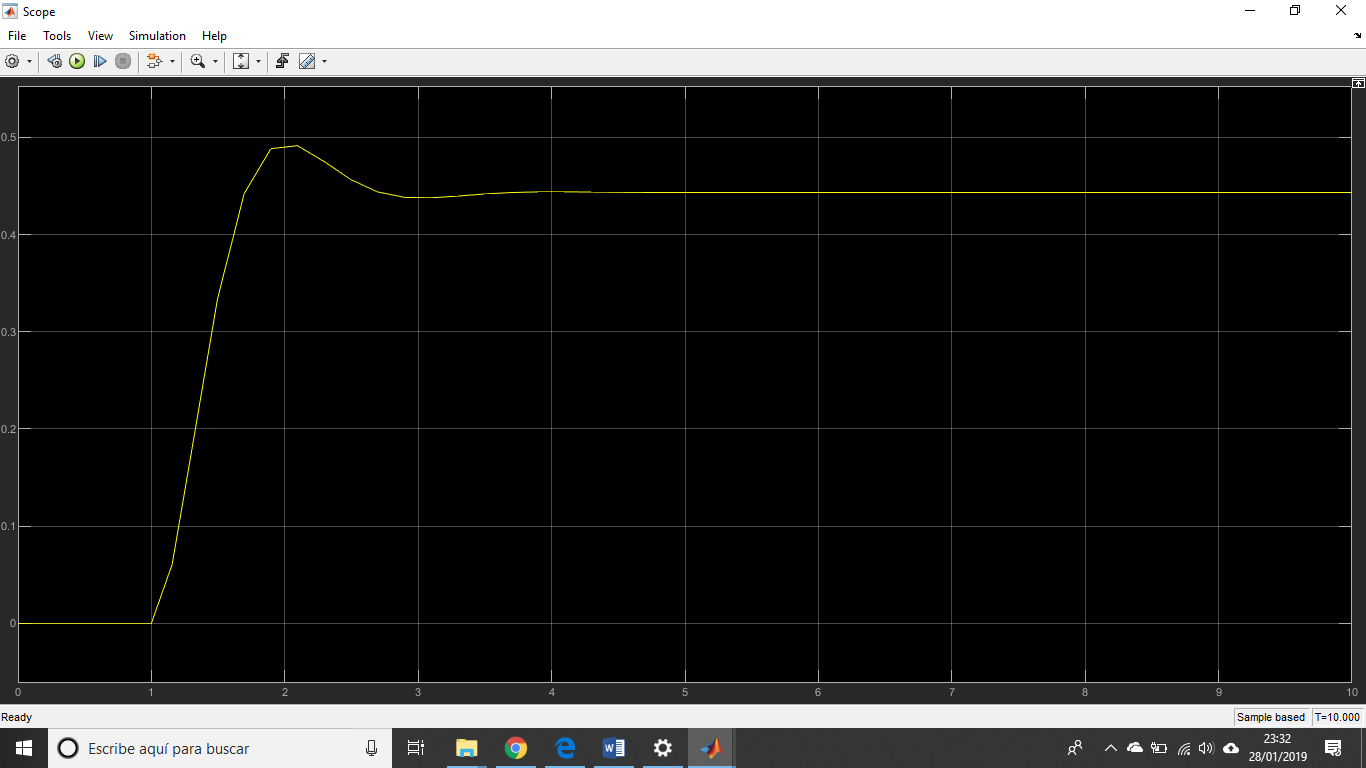 Scope
File Tools View Simulation Help
0.5
0.4
0.3
0.2
0.1
0
0 1 2 3 4 5 6 7 8 9 10
Ready Sample based T=10.000
Escribe aquí para buscar
23:32
28/01/2019